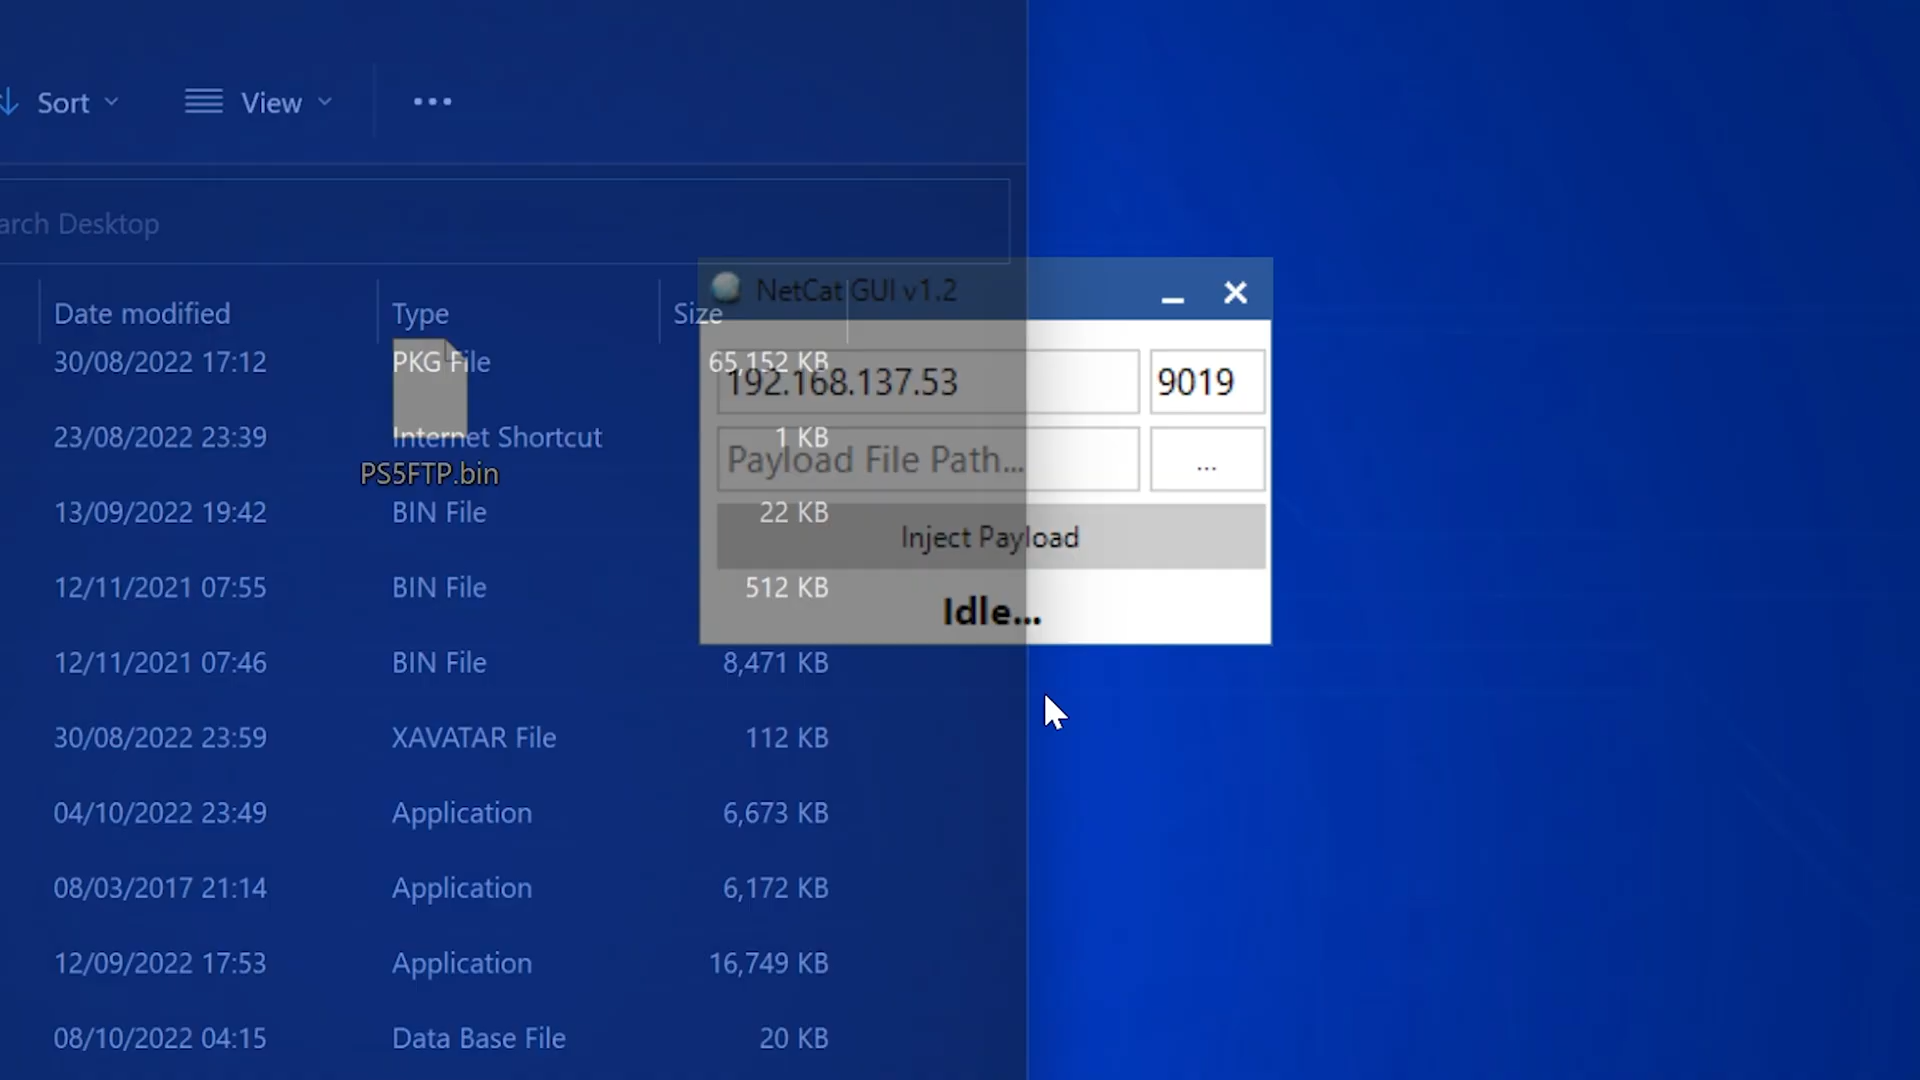 Sort
View
arch Desktop
NetCat GUI v1.2
Date modified Type Size
30/08/2022 17:12 PKG File 65,152 KB
192.168.137.53 9019
23/08/2022 23:39 Internet Shortcut 1 KB
Payload File Path... ...
PS5FTP.bin
13/09/2022 19:42 BIN File 22 KB
Inject Payload
12/11/2021 07:55 BIN File 512 KB
Idle...
12/11/2021 07:46 BIN File 8,471 KB
30/08/2022 23:59 XAVATAR File 112 KB
04/10/2022 23:49 Application 6,673 KB
08/03/2017 21:14 Application 6,172 KB
12/09/2022 17:53 Application 16,749 KB
08/10/2022 04:15 Data Base File 20 KB